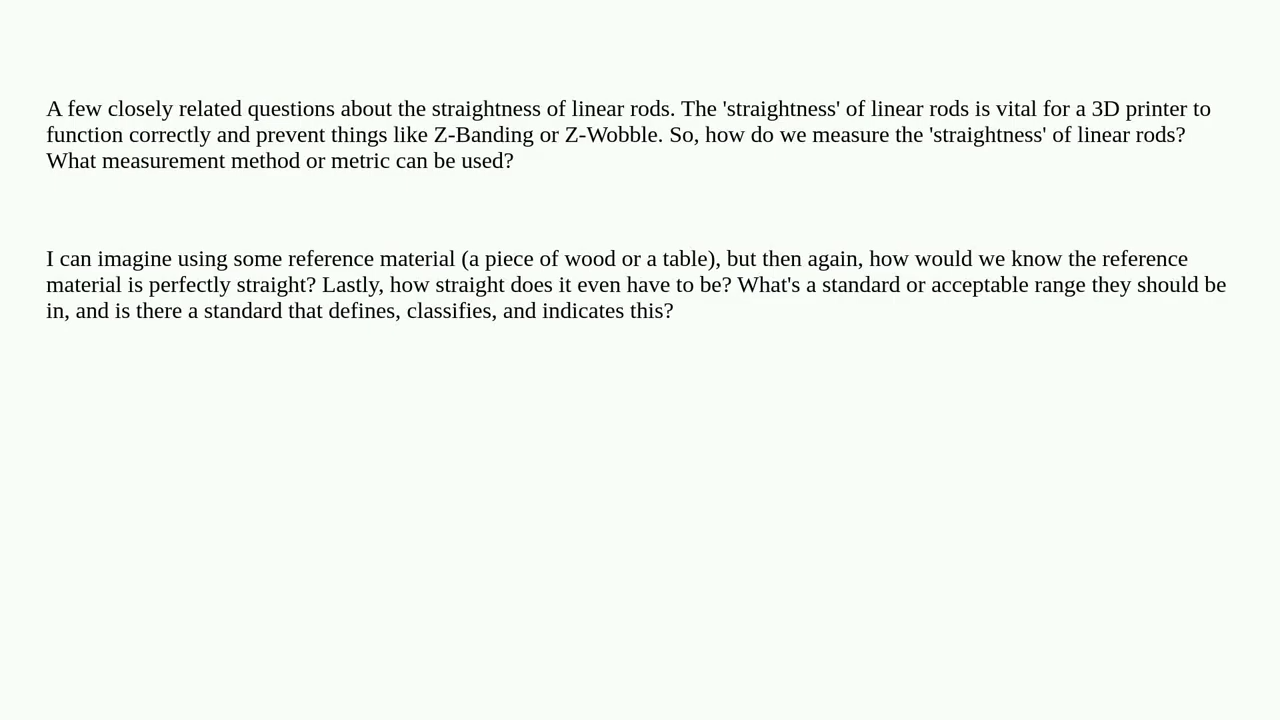 A few closely related questions about the straightness of linear rods. The 'straightness' of linear rods is vital for a 3D printer to
function correctly and prevent things like Z-Banding or Z-Wobble. So, how do we measure the 'straightness' of linear rods?
What measurement method or metric can be used?
I can imagine using some reference material (a piece of wood or a table), but then again, how would we know the reference
material is perfectly straight? Lastly, how straight does it even have to be? What's a standard or acceptable range they should be
in, and is there a standard that defines, classifies, and indicates this?